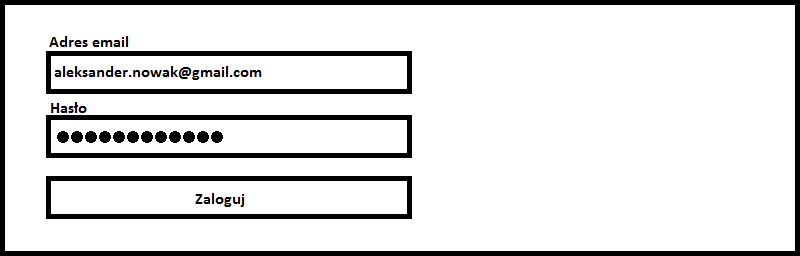 Adres email
aleksander.nowak@gmail.com
Hasło
●●●●●●●●●●●●
Zaloguj